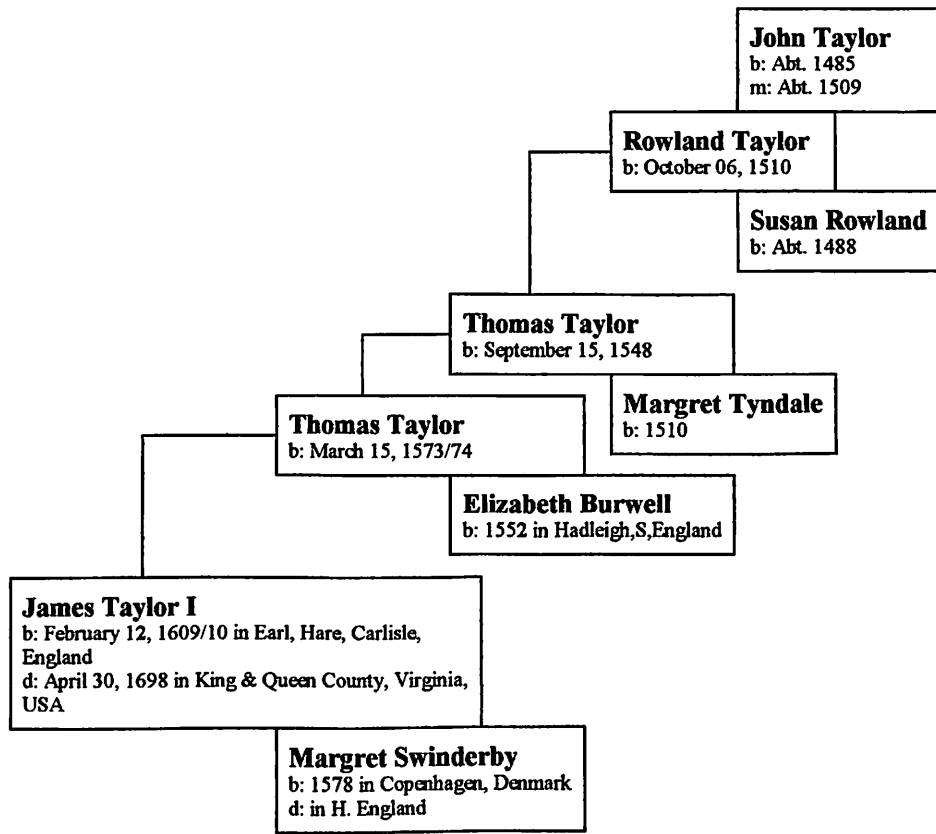 John Taylor
b: Abt. 1485
m: Abt. 1509
Rowland Taylor
b: October 06, 1510
Susan Rowland
b: Abt. 1488
Thomas Taylor
b: September 15, 1548
Margret Tyndale
b: 1510
Thomas Taylor
b: March 15, 1573/74
Elizabeth Burwell
b: 1552 in Hadleigh,S,England
James Taylor I
b: February 12, 1609/10 in Earl, Hare, Carlisle,
England
d: April 30, 1698 in King & Queen County, Virginia,
USA
Margret Swinderby
b: 1578 in Copenhagen, Denmark
d: in H. England